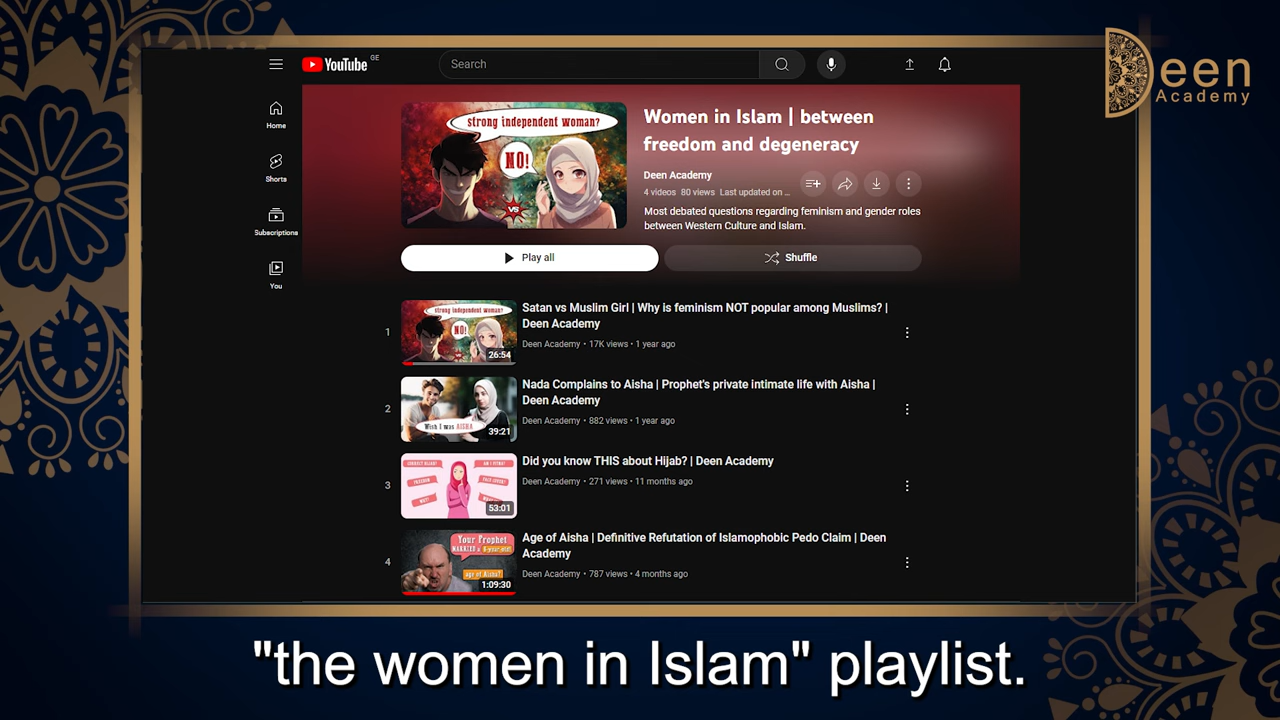 Deen
Academy
YouTube GE
Search
Home
Shorts
Subscriptions
You
strong independent woman?
NO!
VS
Women in Islam | between
freedom and degeneracy
Deen Academy
4 videos 80 views Last updated on ...
Most debated questions regarding feminism and gender roles
between Western Culture and Islam.
Play all
Shuffle
1
strong independent woman?
NO!
26:54
Satan vs Muslim Girl | Why is feminism NOT popular among Muslims? |
Deen Academy
Deen Academy • 17K views • 1 year ago
2
Wish I was AISHA
39:21
Nada Complains to Aisha | Prophet's private intimate life with Aisha |
Deen Academy
Deen Academy • 882 views • 1 year ago
3
53:01
Did you know THIS about Hijab? | Deen Academy
Deen Academy • 271 views • 11 months ago
4
Your Prophet
MARRIED a 6-year-old!
age of Aisha?
1:09:30
Age of Aisha | Definitive Refutation of Islamophobic Pedo Claim | Deen
Academy
Deen Academy • 787 views • 4 months ago
"the women in Islam" playlist.